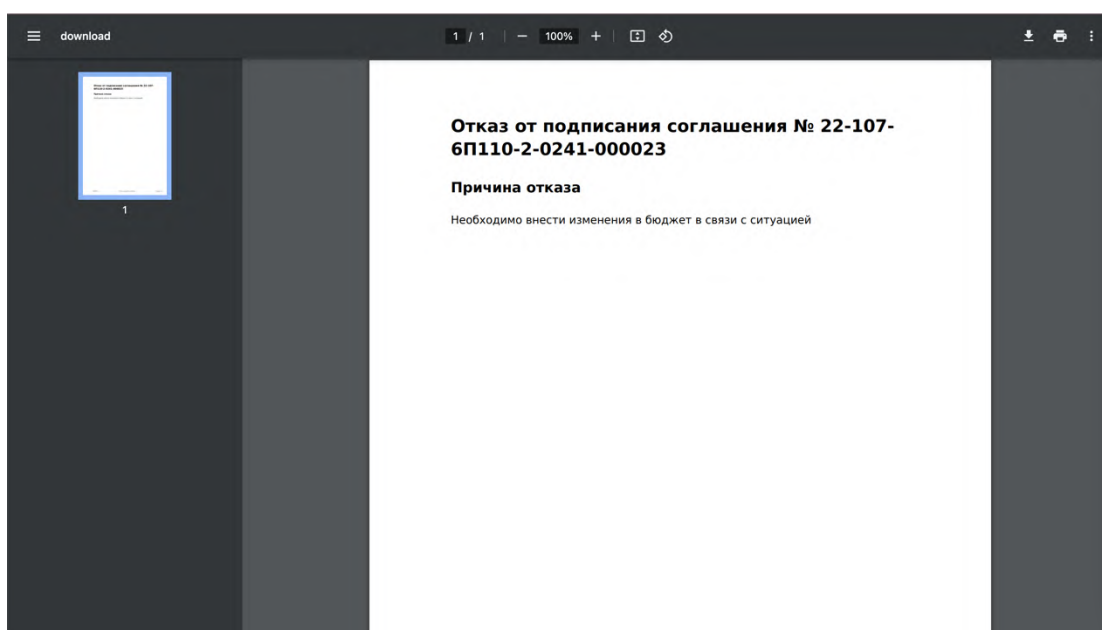 download
1 / 1
100%
1
Отказ от подписания соглашения № 22-107-
6П110-2-0241-000023
Причина отказа
Необходимо внести изменения в бюджет в связи с ситуацией